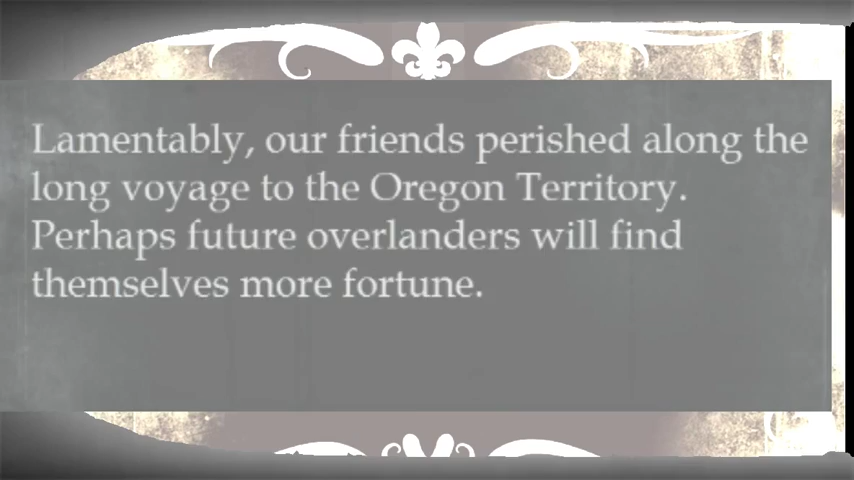 Lamentably, our friends perished along the
long voyage to the Oregon Territory.
Perhaps future overlanders will find
themselves more fortune.